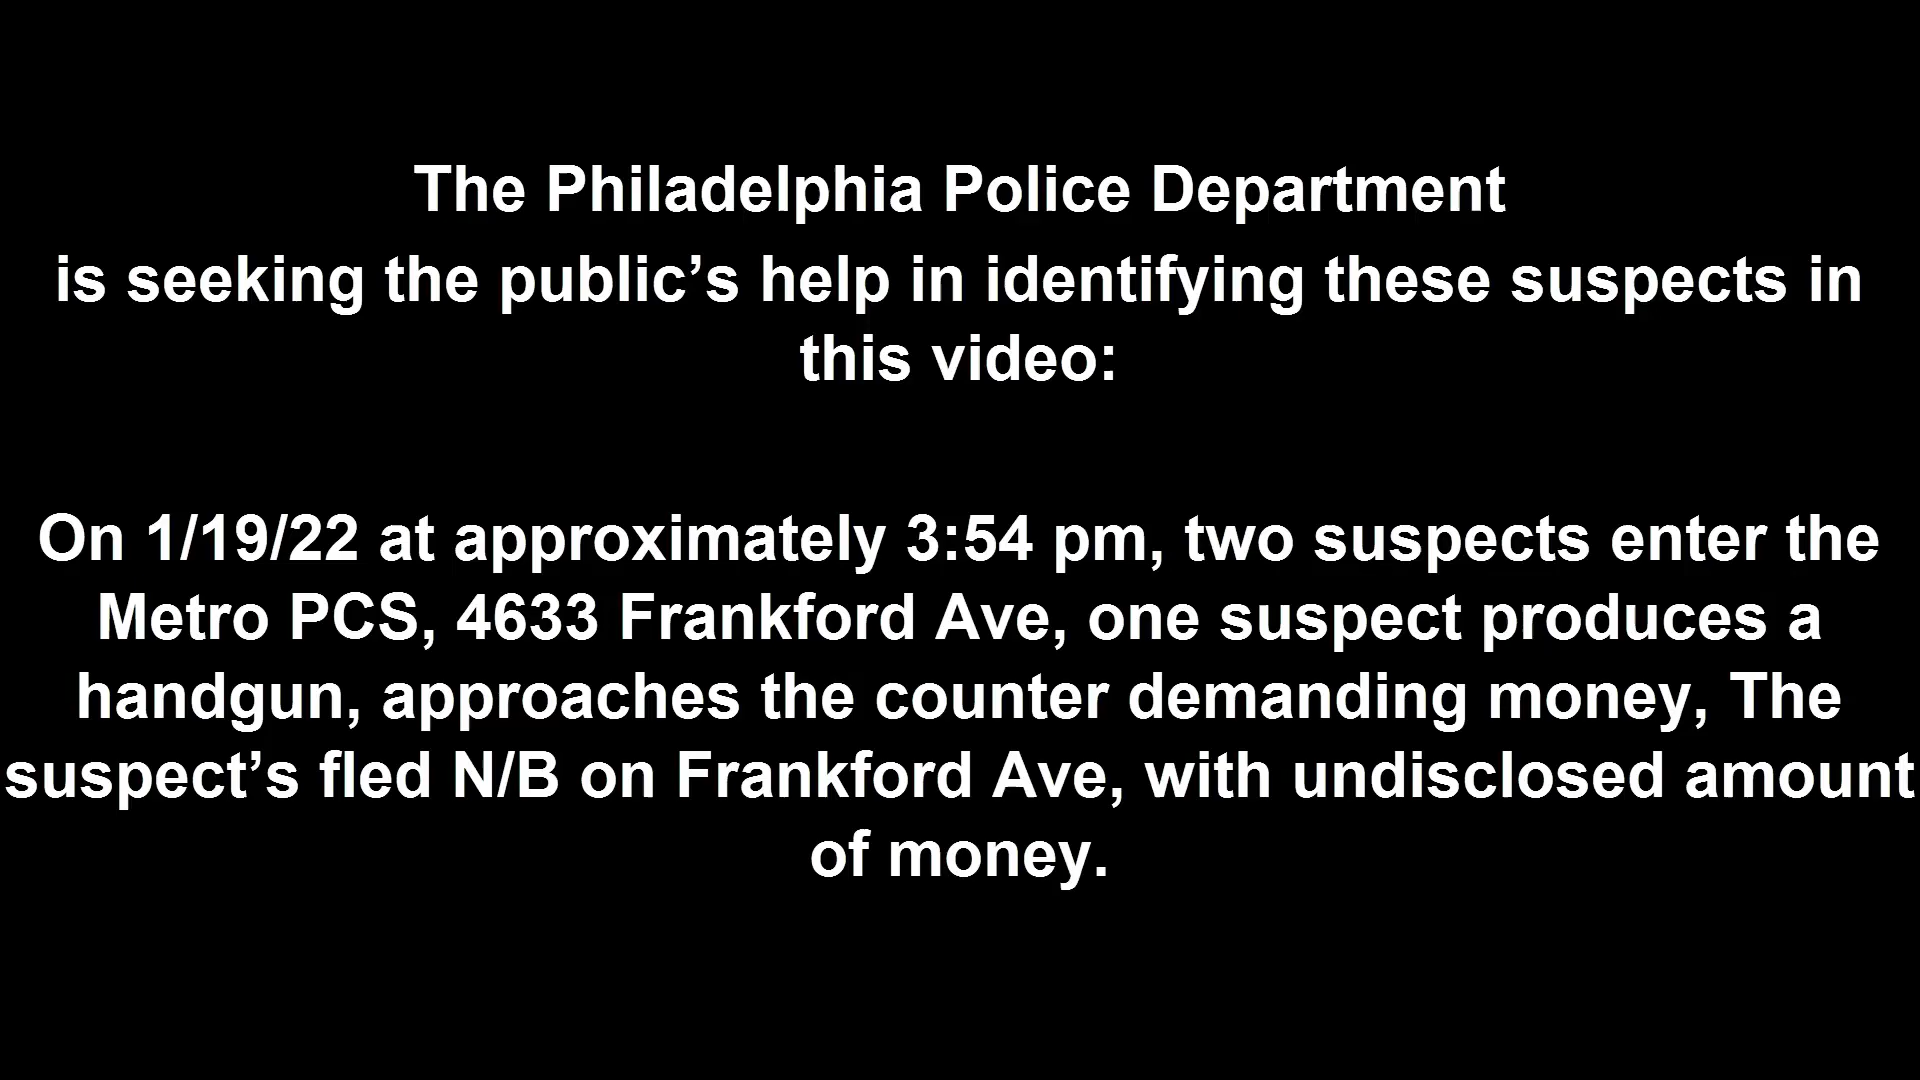 The Philadelphia Police Department
is seeking the public’s help in identifying these suspects in
this video:
On 1/19/22 at approximately 3:54 pm, two suspects enter the
Metro PCS, 4633 Frankford Ave, one suspect produces a
handgun, approaches the counter demanding money, The
suspect’s fled N/B on Frankford Ave, with undisclosed amount
of money.